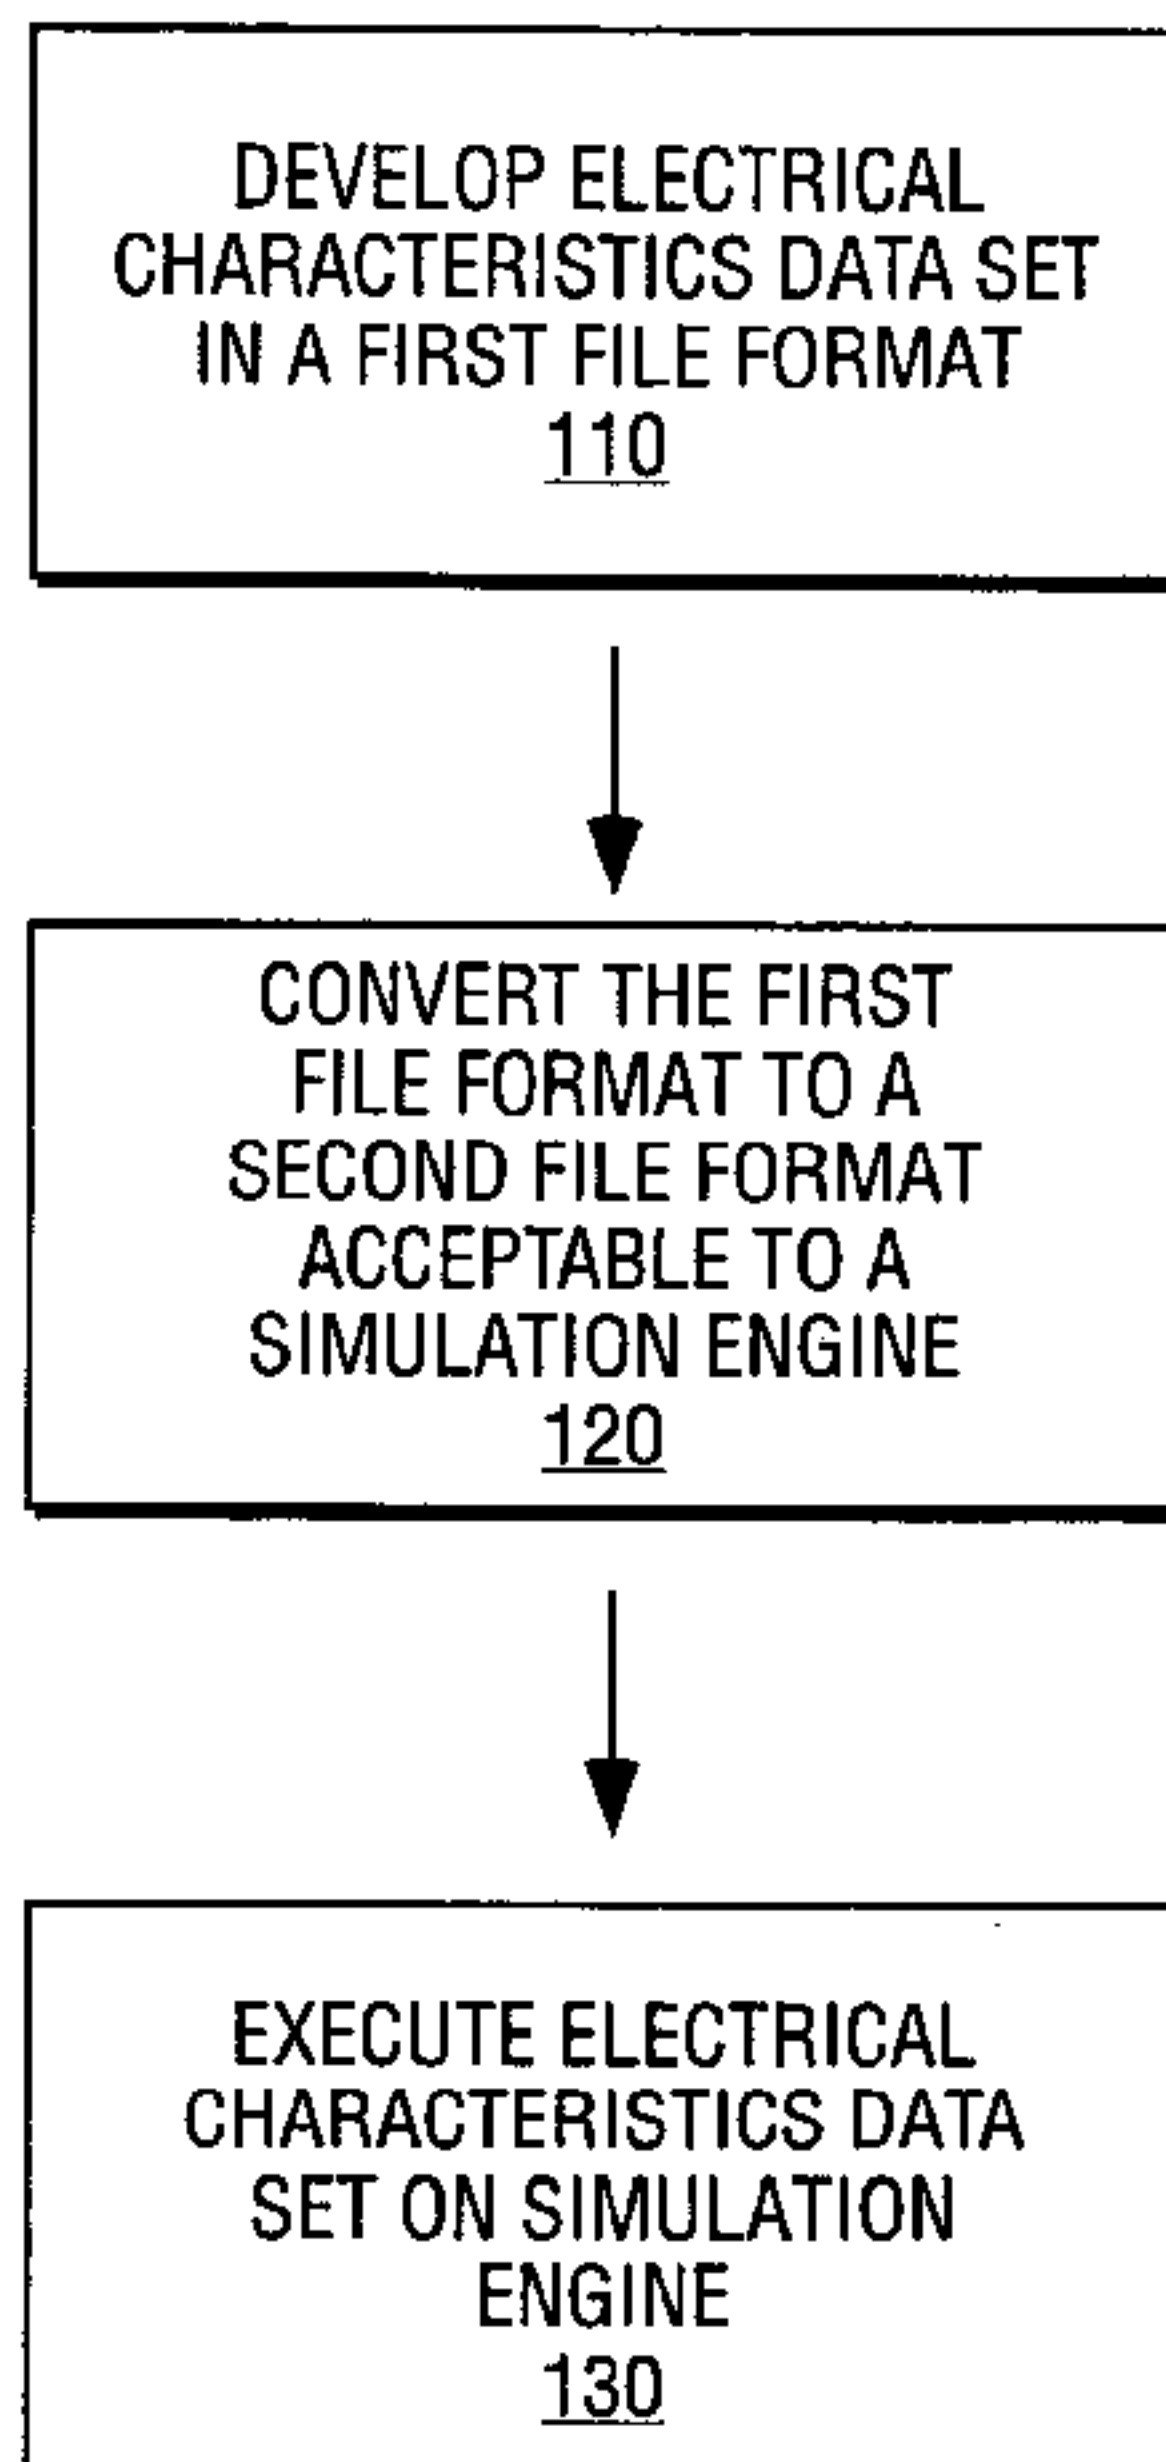 DEVELOP ELECTRICAL
CHARACTERISTICS DATA SET
IN A FIRST FILE FORMAT
110
CONVERT THE FIRST
FILE FORMAT TO A
SECOND FILE FORMAT
ACCEPTABLE TO A
SIMULATION ENGINE
120
EXECUTE ELECTRICAL
CHARACTERISTICS DATA
SET ON SIMULATION
ENGINE
130